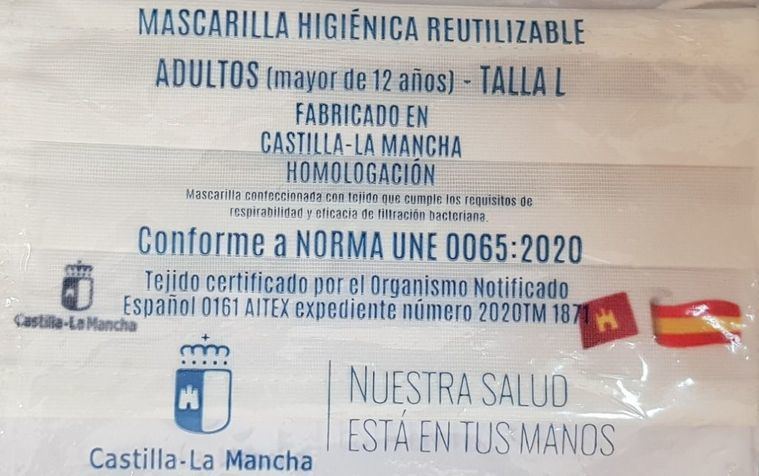 MASCARILLA HIGIÉNICA REUTILIZABLE
ADULTOS (mayor de 12 años) - TALLA L
FABRICADO EN
CASTILLA-LA MANCHA
HOMOLOGACIÓN
Mascarilla confeccionada con tejido que cumple los requisitos de
respirabilidad y eficacia de filtración bacteriana.
Conforme a NORMA UNE 0065:2020
Tejido certificado por el Organismo Notificado
Español 0161 AITEX expediente número 2020TM 1871
Castilla-La Mancha
Castilla-La Mancha
NUESTRA SALUD
ESTÁ EN TUS MANOS